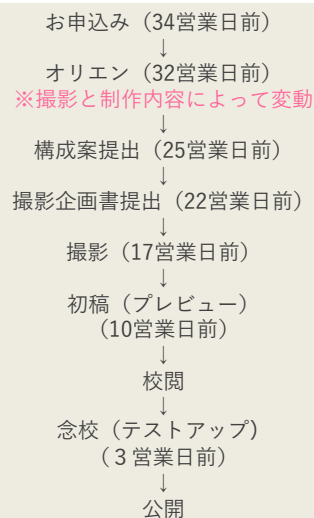 お申込み（34営業日前）
↓
オリエン（32営業日前）
※撮影と制作内容によって変動
↓
構成案提出（25営業日前）
↓
撮影企画書提出（22営業日前）
↓
撮影（17営業日前）
↓
初稿（プレビュー）
（10営業日前）
↓
校閲
↓
念校（テストアップ）
（３営業日前）
↓
公開